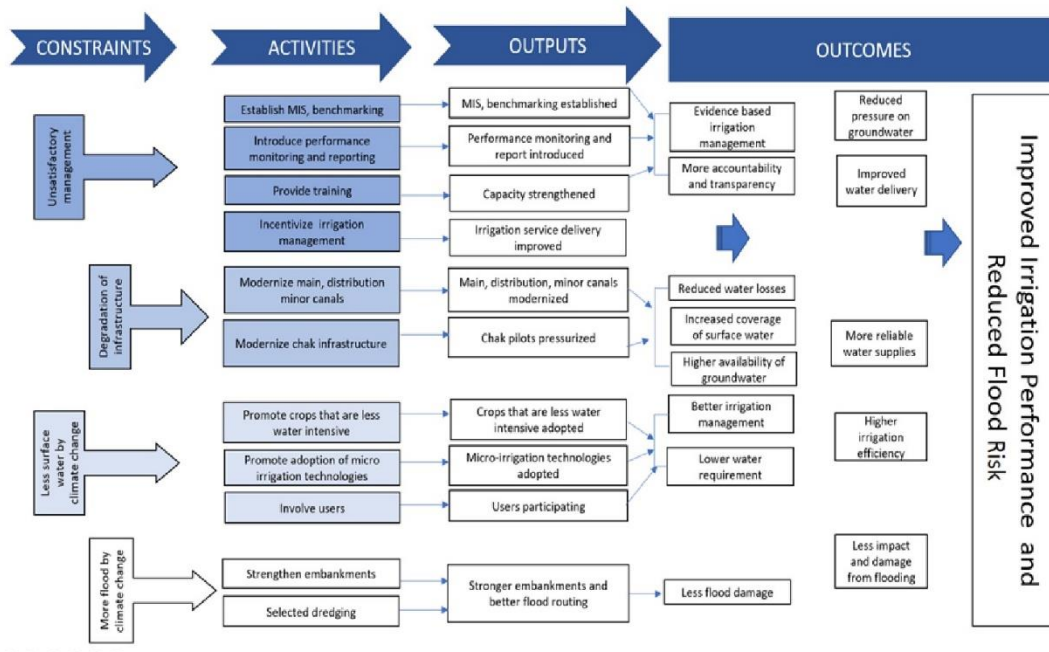 CONSTRAINTS
ACTIVITIES
OUTPUTS
OUTCOMES
Unsatisfactory
management
Establish MIS, benchmarking
Introduce performance
monitoring and reporting
Provide training
Incentivize irrigation
management
MIS, benchmarking established
Performance monitoring and
report introduced
Capacity strengthened
Irrigation service delivery
improved
Evidence based
irrigation
management
More accountability
and transparency
Reduced
pressure on
groundwater
Improved
water delivery
Degradation of
infrastructure
Modernize main, distribution
minor canals
Modernize chak infrastructure
Main, distribution, minor canals
modernized
Chak pilots pressurized
Reduced water losses
Increased coverage
of surface water
Higher availability of
groundwater
More reliable
water supplies
Less surface
water by
climate change
Promote crops that are less
water intensive
Promote adoption of micro
irrigation technologies
Involve users
Crops that are less water
intensive adopted
Micro-irrigation technologies
adopted
Users participating
Better irrigation
management
Lower water
requirement
Higher
irrigation
efficiency
More flood by
climate change
Strengthen embankments
Selected dredging
Stronger embankments and
better flood routing
Less flood damage
Less impact
and damage
from flooding
Improved Irrigation Performance and
Reduced Flood Risk